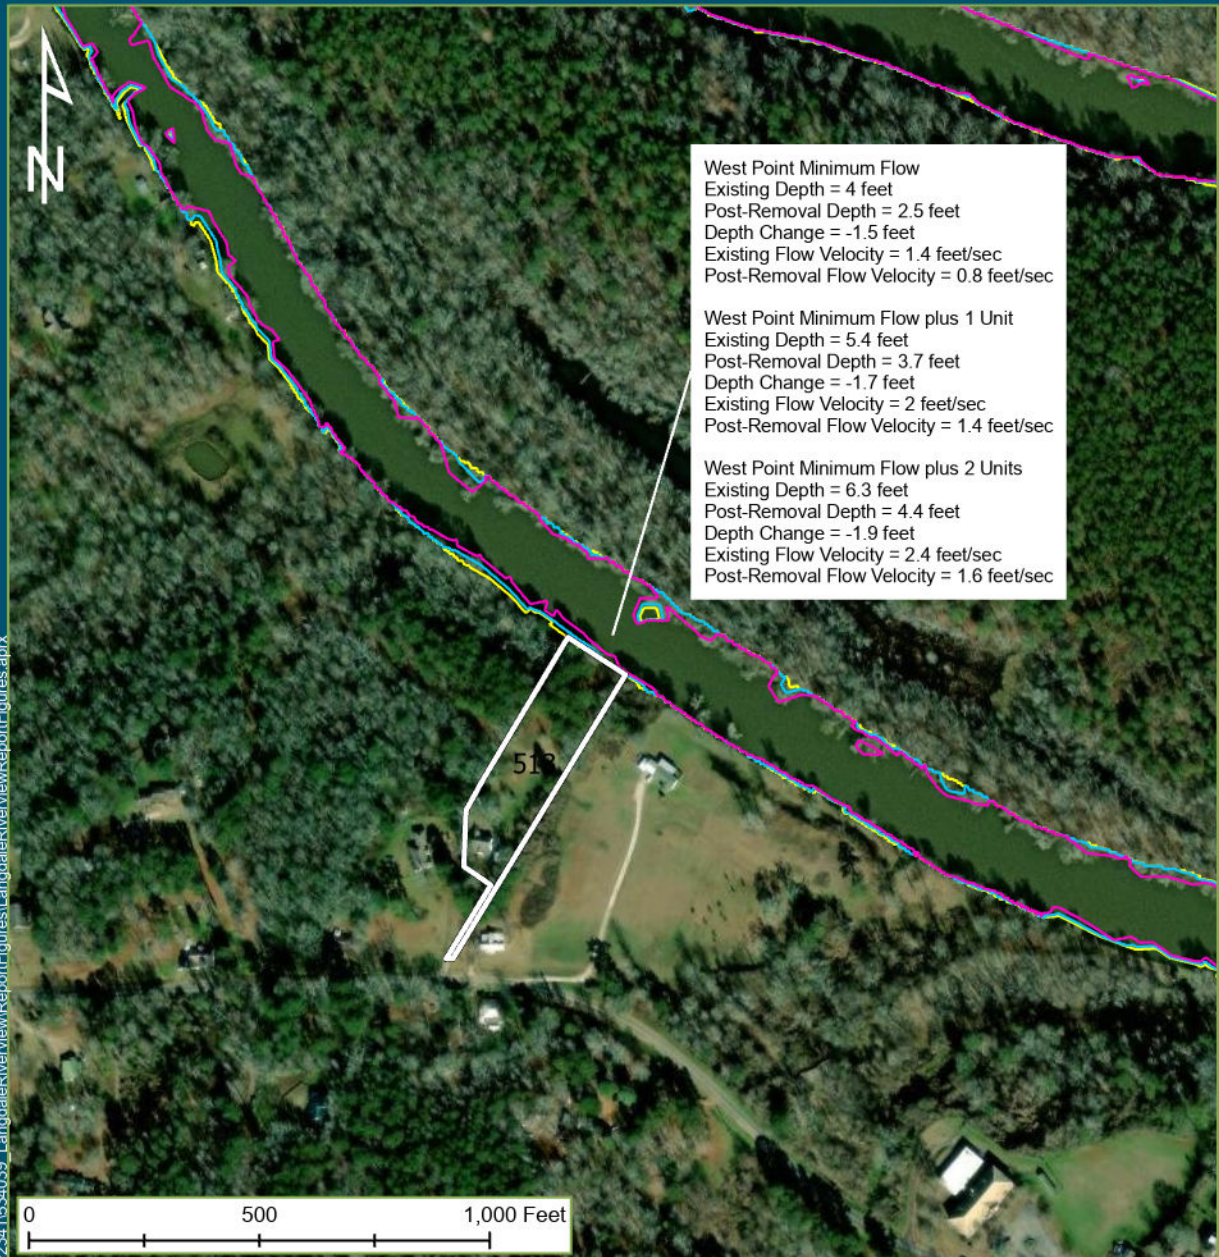 N
West Point Minimum Flow
Existing Depth = 4 feet
Post-Removal Depth = 2.5 feet
Depth Change = -1.5 feet
Existing Flow Velocity = 1.4 feet/sec
Post-Removal Flow Velocity = 0.8 feet/sec
West Point Minimum Flow plus 1 Unit
Existing Depth = 5.4 feet
Post-Removal Depth = 3.7 feet
Depth Change = -1.7 feet
Existing Flow Velocity = 2 feet/sec
Post-Removal Flow Velocity = 1.4 feet/sec
West Point Minimum Flow plus 2 Units
Existing Depth = 6.3 feet
Post-Removal Depth = 4.4 feet
Depth Change = -1.9 feet
Existing Flow Velocity = 2.4 feet/sec
Post-Removal Flow Velocity = 1.6 feet/sec
0 500 1,000 Feet